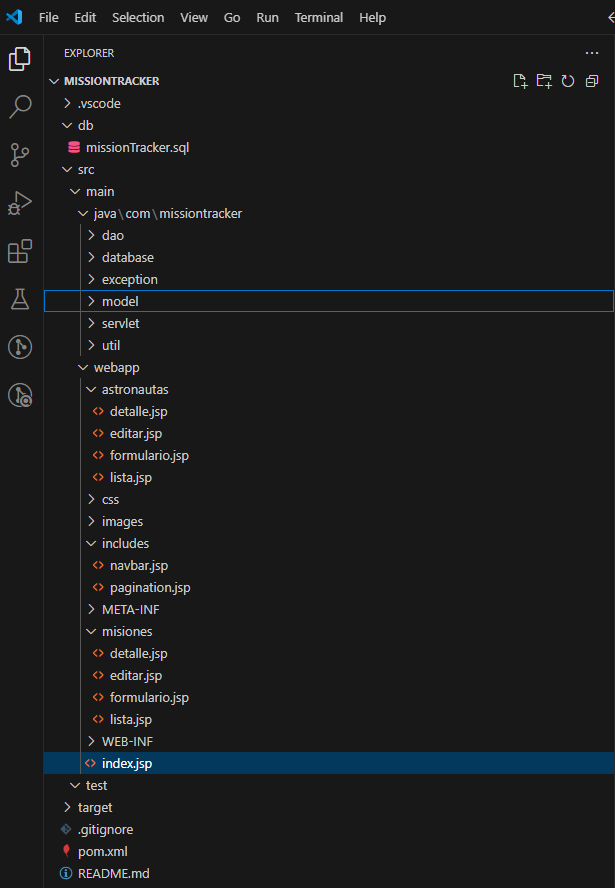 File Edit Selection View Go Run Terminal Help
EXPLORER
MISSIONTRACKER
.vscode
db
missionTracker.sql
src
main
java\com\missiontracker
dao
database
exception
model
servlet
util
webapp
astronautas
detalle.jsp
editar.jsp
formulario.jsp
lista.jsp
css
images
includes
navbar.jsp
pagination.jsp
META-INF
misiones
detalle.jsp
editar.jsp
formulario.jsp
lista.jsp
WEB-INF
index.jsp
test
target
.gitignore
pom.xml
README.md